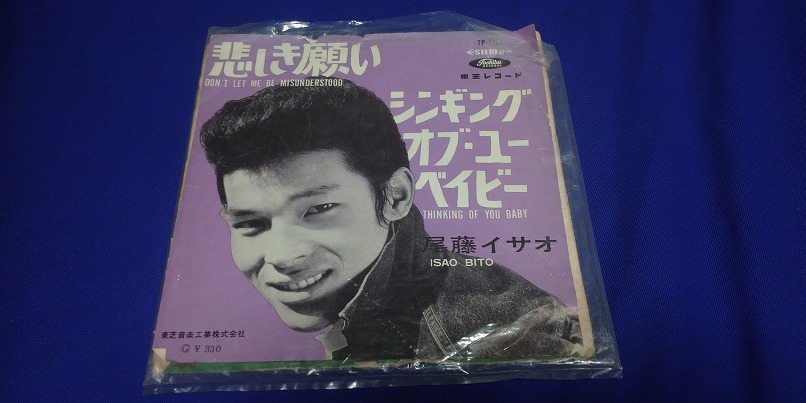 悲しき願い
DON'T LET ME BE MISUNDERSTOOD
STEREO
Toshiba
RECORDS
東芝レコード
シンギング
オブ・ユー
ベイビー
THINKING OF YOU BABY
尾藤イサオ
ISAO BITO
東芝音楽工業株式会社
Ⓒ ¥330